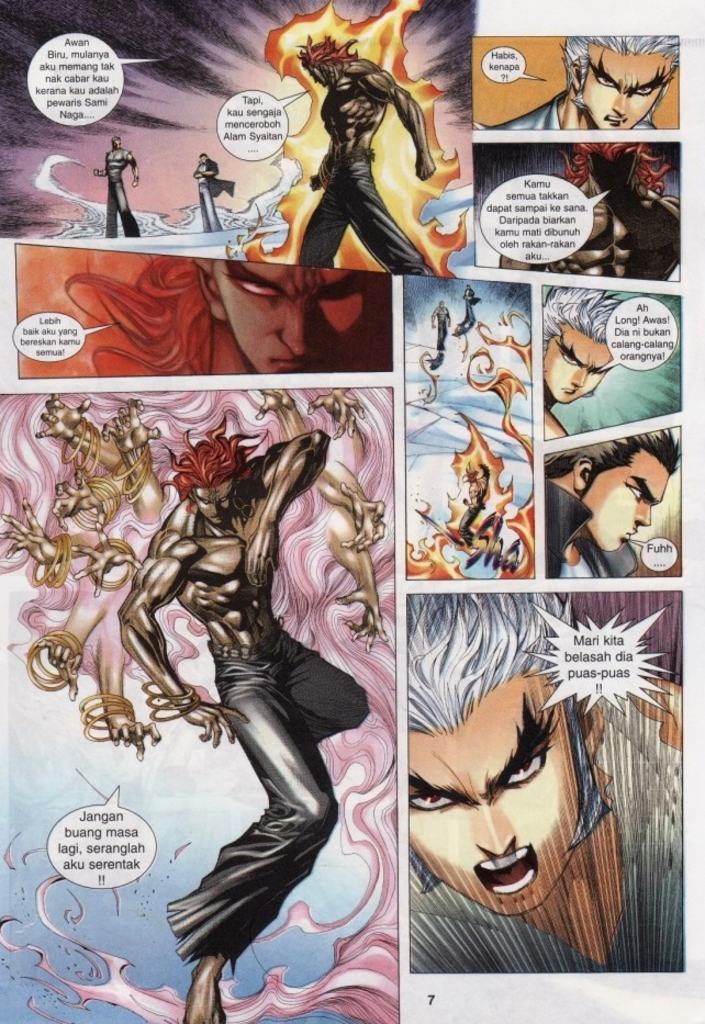 Awan
Biru, mulanya
aku memang tak
nak cabar kau
kerana kau adalah
pewaris Sami
Naga....
Tapi,
kau sengaja
menceroboh
Alam Syaitan
....
Habis,
kenapa
?!
Kamu
semua takkan
dapat sampai ke sana.
Daripada biarkan
kamu mati dibunuh
oleh rakan-rakan
aku...
Lebih
baik aku yang
bereskan kamu
semua!
Ah
Long! Awas!
Dia ni bukan
calang-calang
orangnya!
Fuhh
....
Jangan
buang masa
lagi, seranglah
aku serentak
!!
Mari kita
belasah dia
puas-puas
!!
7